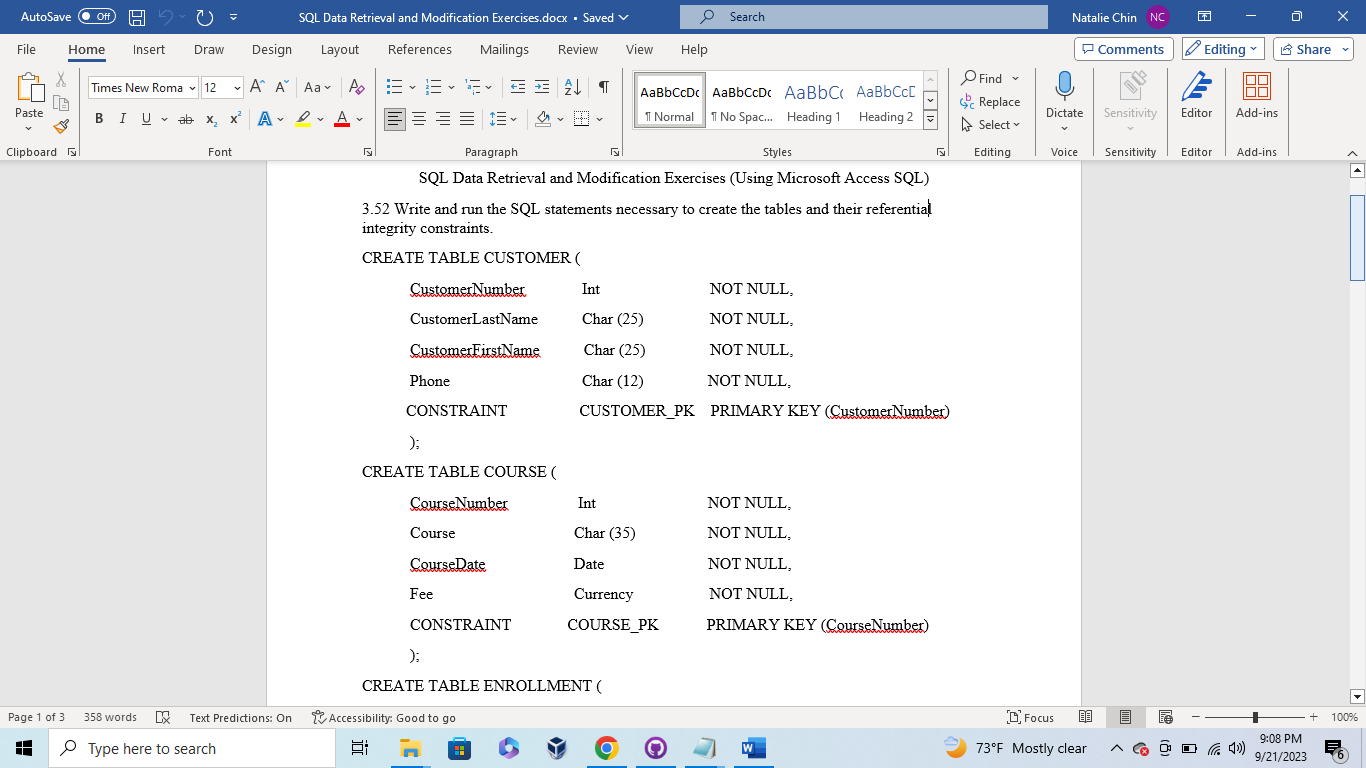 AutoSave Off SQL Data Retrieval and Modification Exercises.docx • Saved Search Natalie Chin NC
File Home Insert Draw Design Layout References Mailings Review View Help Comments Editing Share
Paste Times New Roma 12 A A Aa A AaBbCcDc AaBbCcDc AaBbCc AaBbCcD Find Dictate Sensitivity Editor Add-ins
B I U ab x₂ x² A A ¶ Normal ¶ No Spac... Heading 1 Heading 2 Replace
Select
Clipboard Font Paragraph Styles Editing Voice Sensitivity Editor Add-ins
SQL Data Retrieval and Modification Exercises (Using Microsoft Access SQL)
3.52 Write and run the SQL statements necessary to create the tables and their referential
integrity constraints.
CREATE TABLE CUSTOMER (
CustomerNumber Int NOT NULL,
CustomerLastName Char (25) NOT NULL,
CustomerFirstName Char (25) NOT NULL,
Phone Char (12) NOT NULL,
CONSTRAINT CUSTOMER_PK PRIMARY KEY (CustomerNumber)
);
CREATE TABLE COURSE (
CourseNumber Int NOT NULL,
Course Char (35) NOT NULL,
CourseDate Date NOT NULL,
Fee Currency NOT NULL,
CONSTRAINT COURSE_PK PRIMARY KEY (CourseNumber)
);
CREATE TABLE ENROLLMENT (
Page 1 of 3 358 words Text Predictions: On Accessibility: Good to go Focus 100%
Type here to search 73°F Mostly clear 9:08 PM
9/21/2023 6